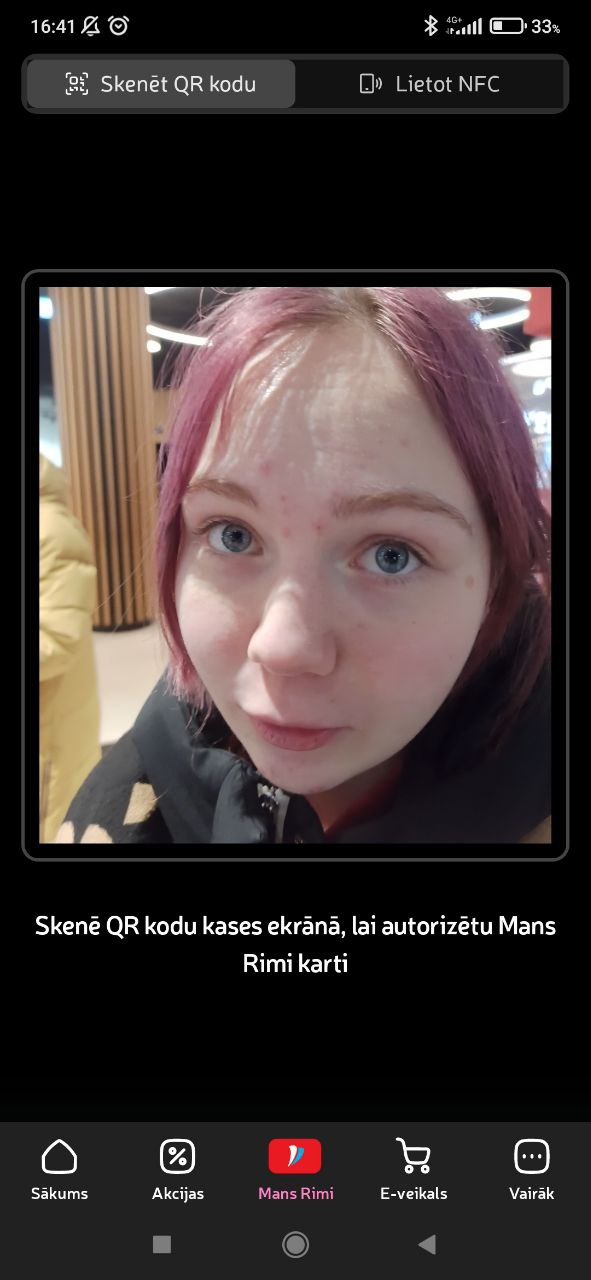 16:41
4G+
33%
Skenēt QR kodu
Lietot NFC
Skenē QR kodu kases ekrānā, lai autorizētu Mans
Rimi karti
Sākums
Akcijas
Mans Rimi
E-veikals
Vairāk